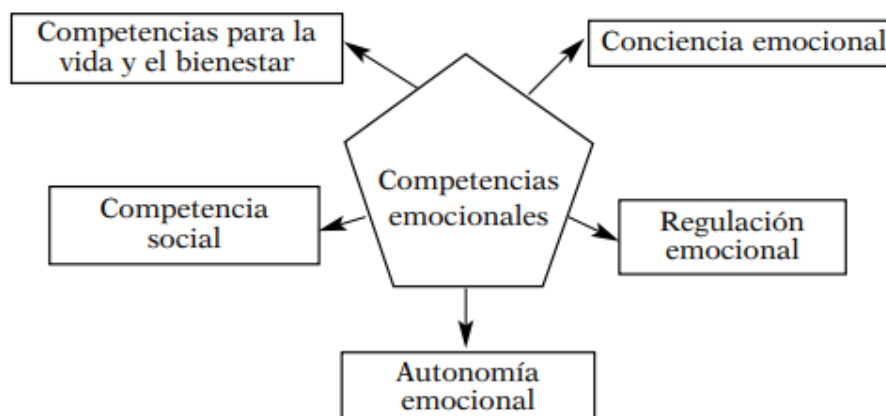 Competencias para la
vida y el bienestar
Conciencia emocional
Competencias
emocionales
Competencia
social
Regulación
emocional
Autonomía
emocional